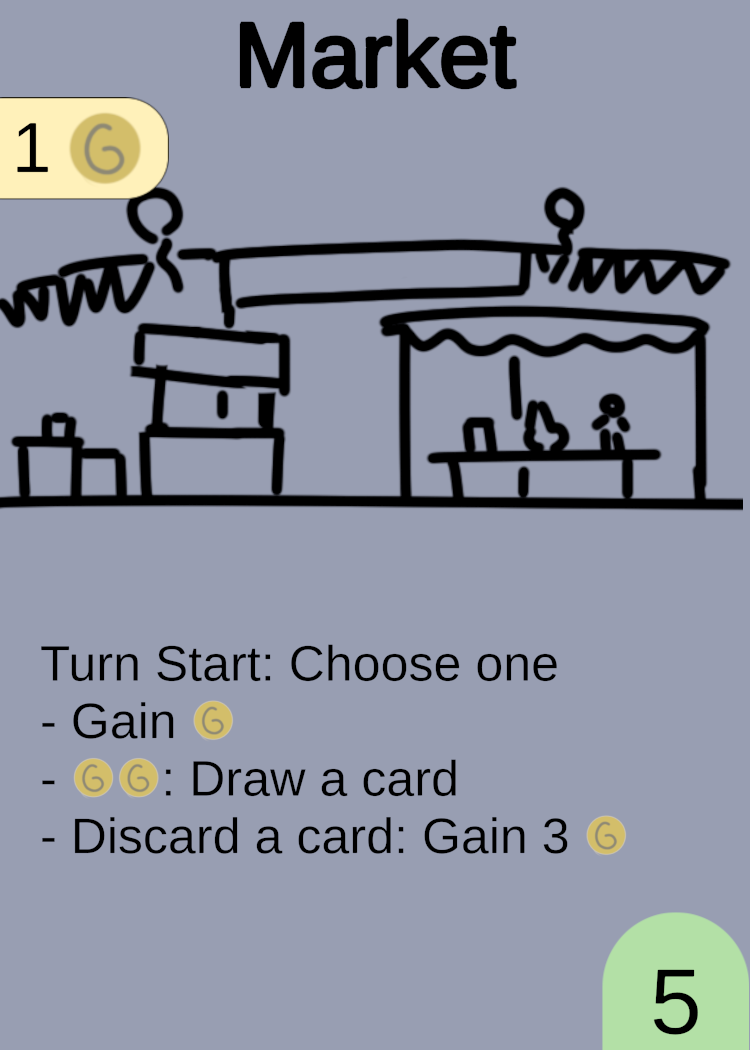 Market
1 G
Turn Start: Choose one
- Gain G
- G G: Draw a card
- Discard a card: Gain 3 G
5